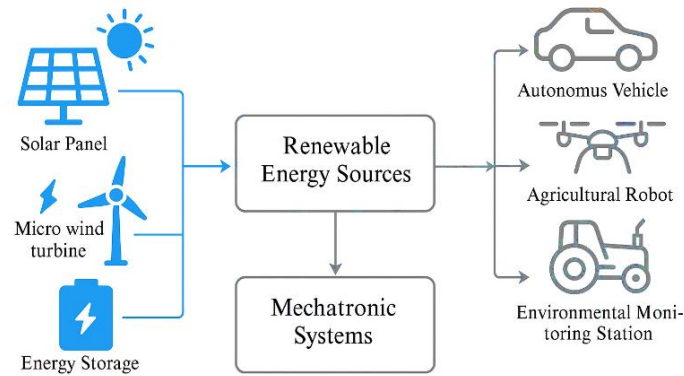 Solar Panel
Micro wind
turbine
Energy Storage
Renewable
Energy Sources
Mechatronic
Systems
Autonomus Vehicle
Agricultural Robot
Environmental Moni-
toring Station